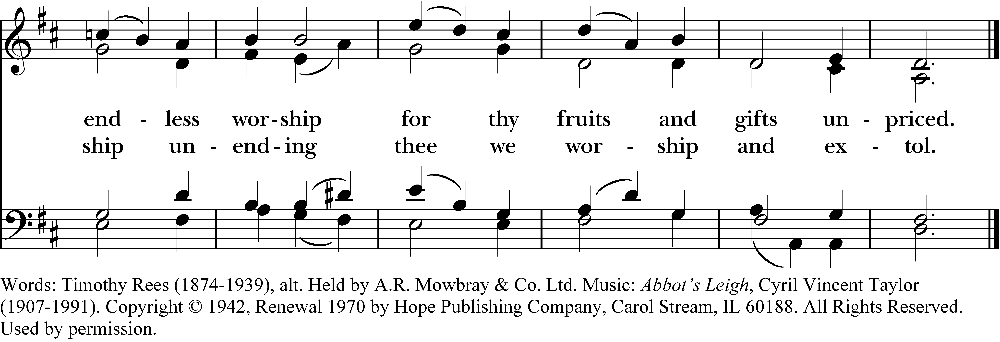 end - less wor - ship for thy fruits and gifts un - priced.
ship un - end - ing thee we wor - ship and ex - tol.
Words: Timothy Rees (1874-1939), alt. Held by A.R. Mowbray & Co. Ltd. Music: Abbot’s Leigh, Cyril Vincent Taylor
(1907-1991). Copyright © 1942, Renewal 1970 by Hope Publishing Company, Carol Stream, IL 60188. All Rights Reserved.
Used by permission.